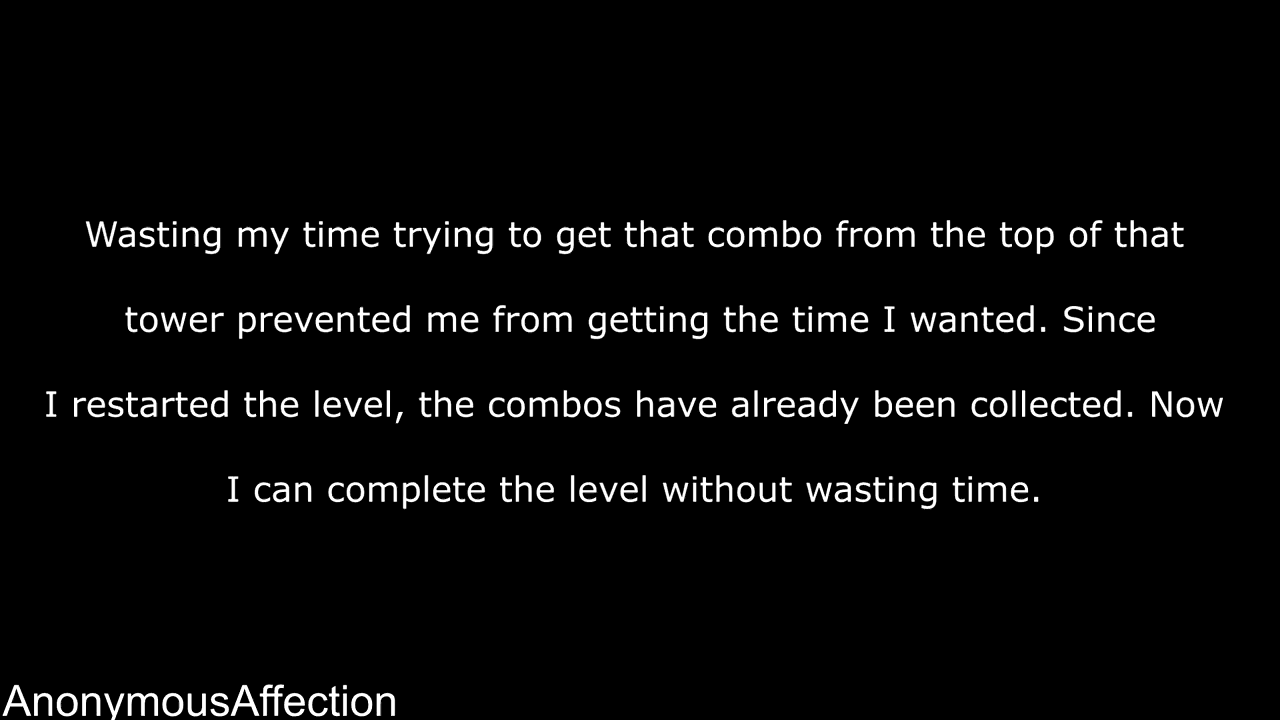 Wasting my time trying to get that combo from the top of that
tower prevented me from getting the time I wanted. Since
I restarted the level, the combos have already been collected. Now
I can complete the level without wasting time.
AnonymousAffection